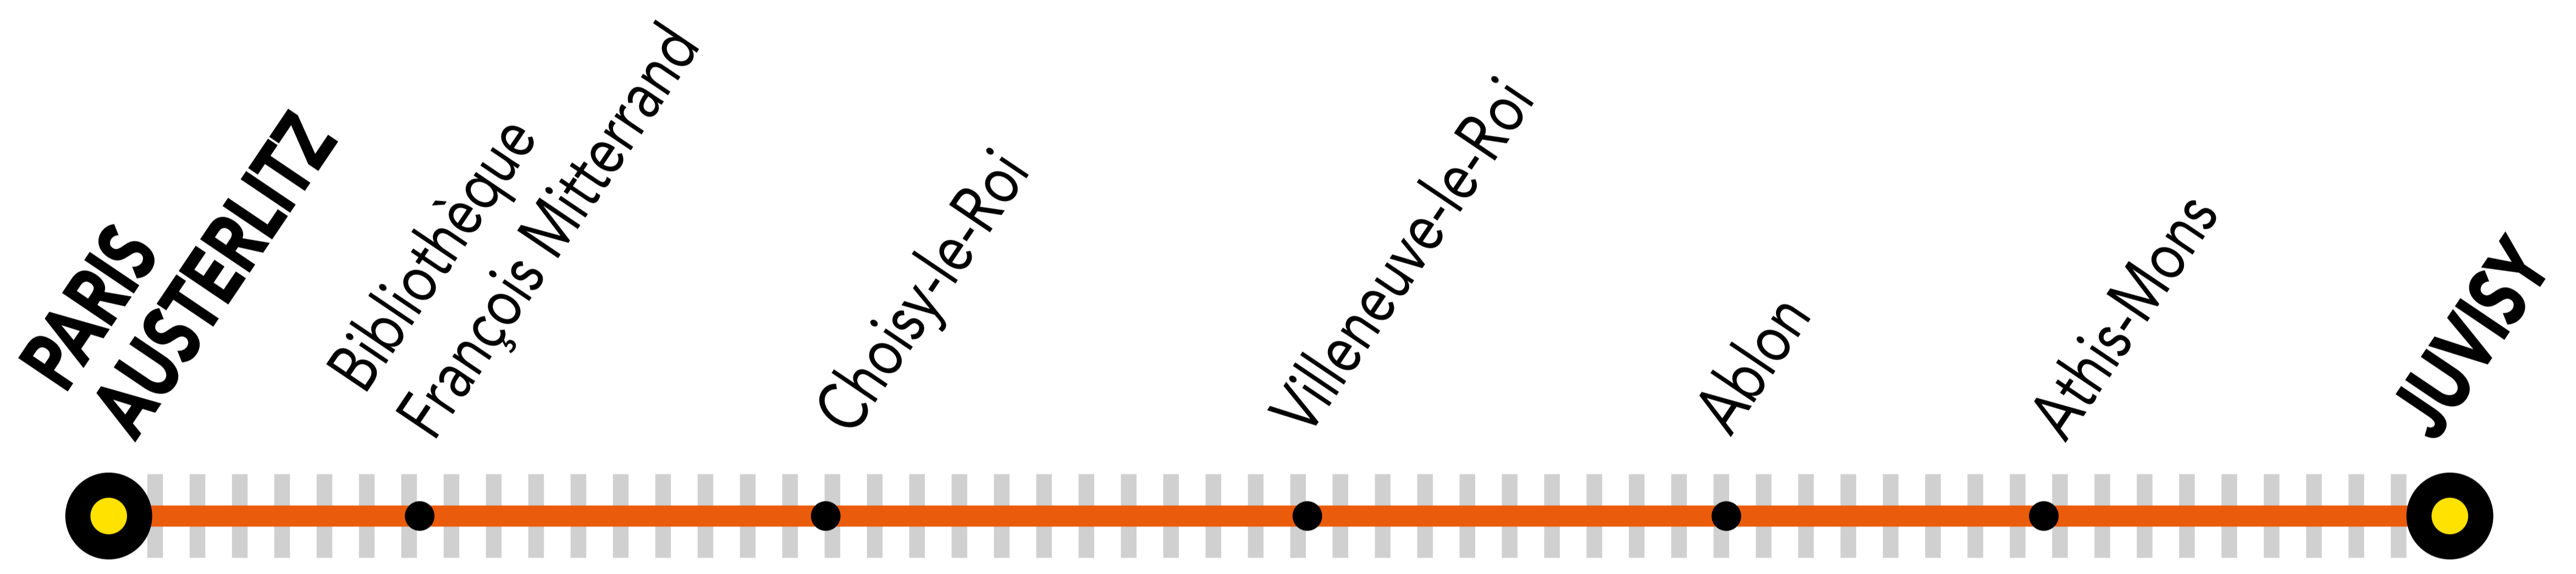 PARIS
AUSTERLITZ
Bibliothèque
François Mitterrand
Choisy-le-Roi
Villeneuve-le-Roi
Ablon
Athis-Mons
JUVISY